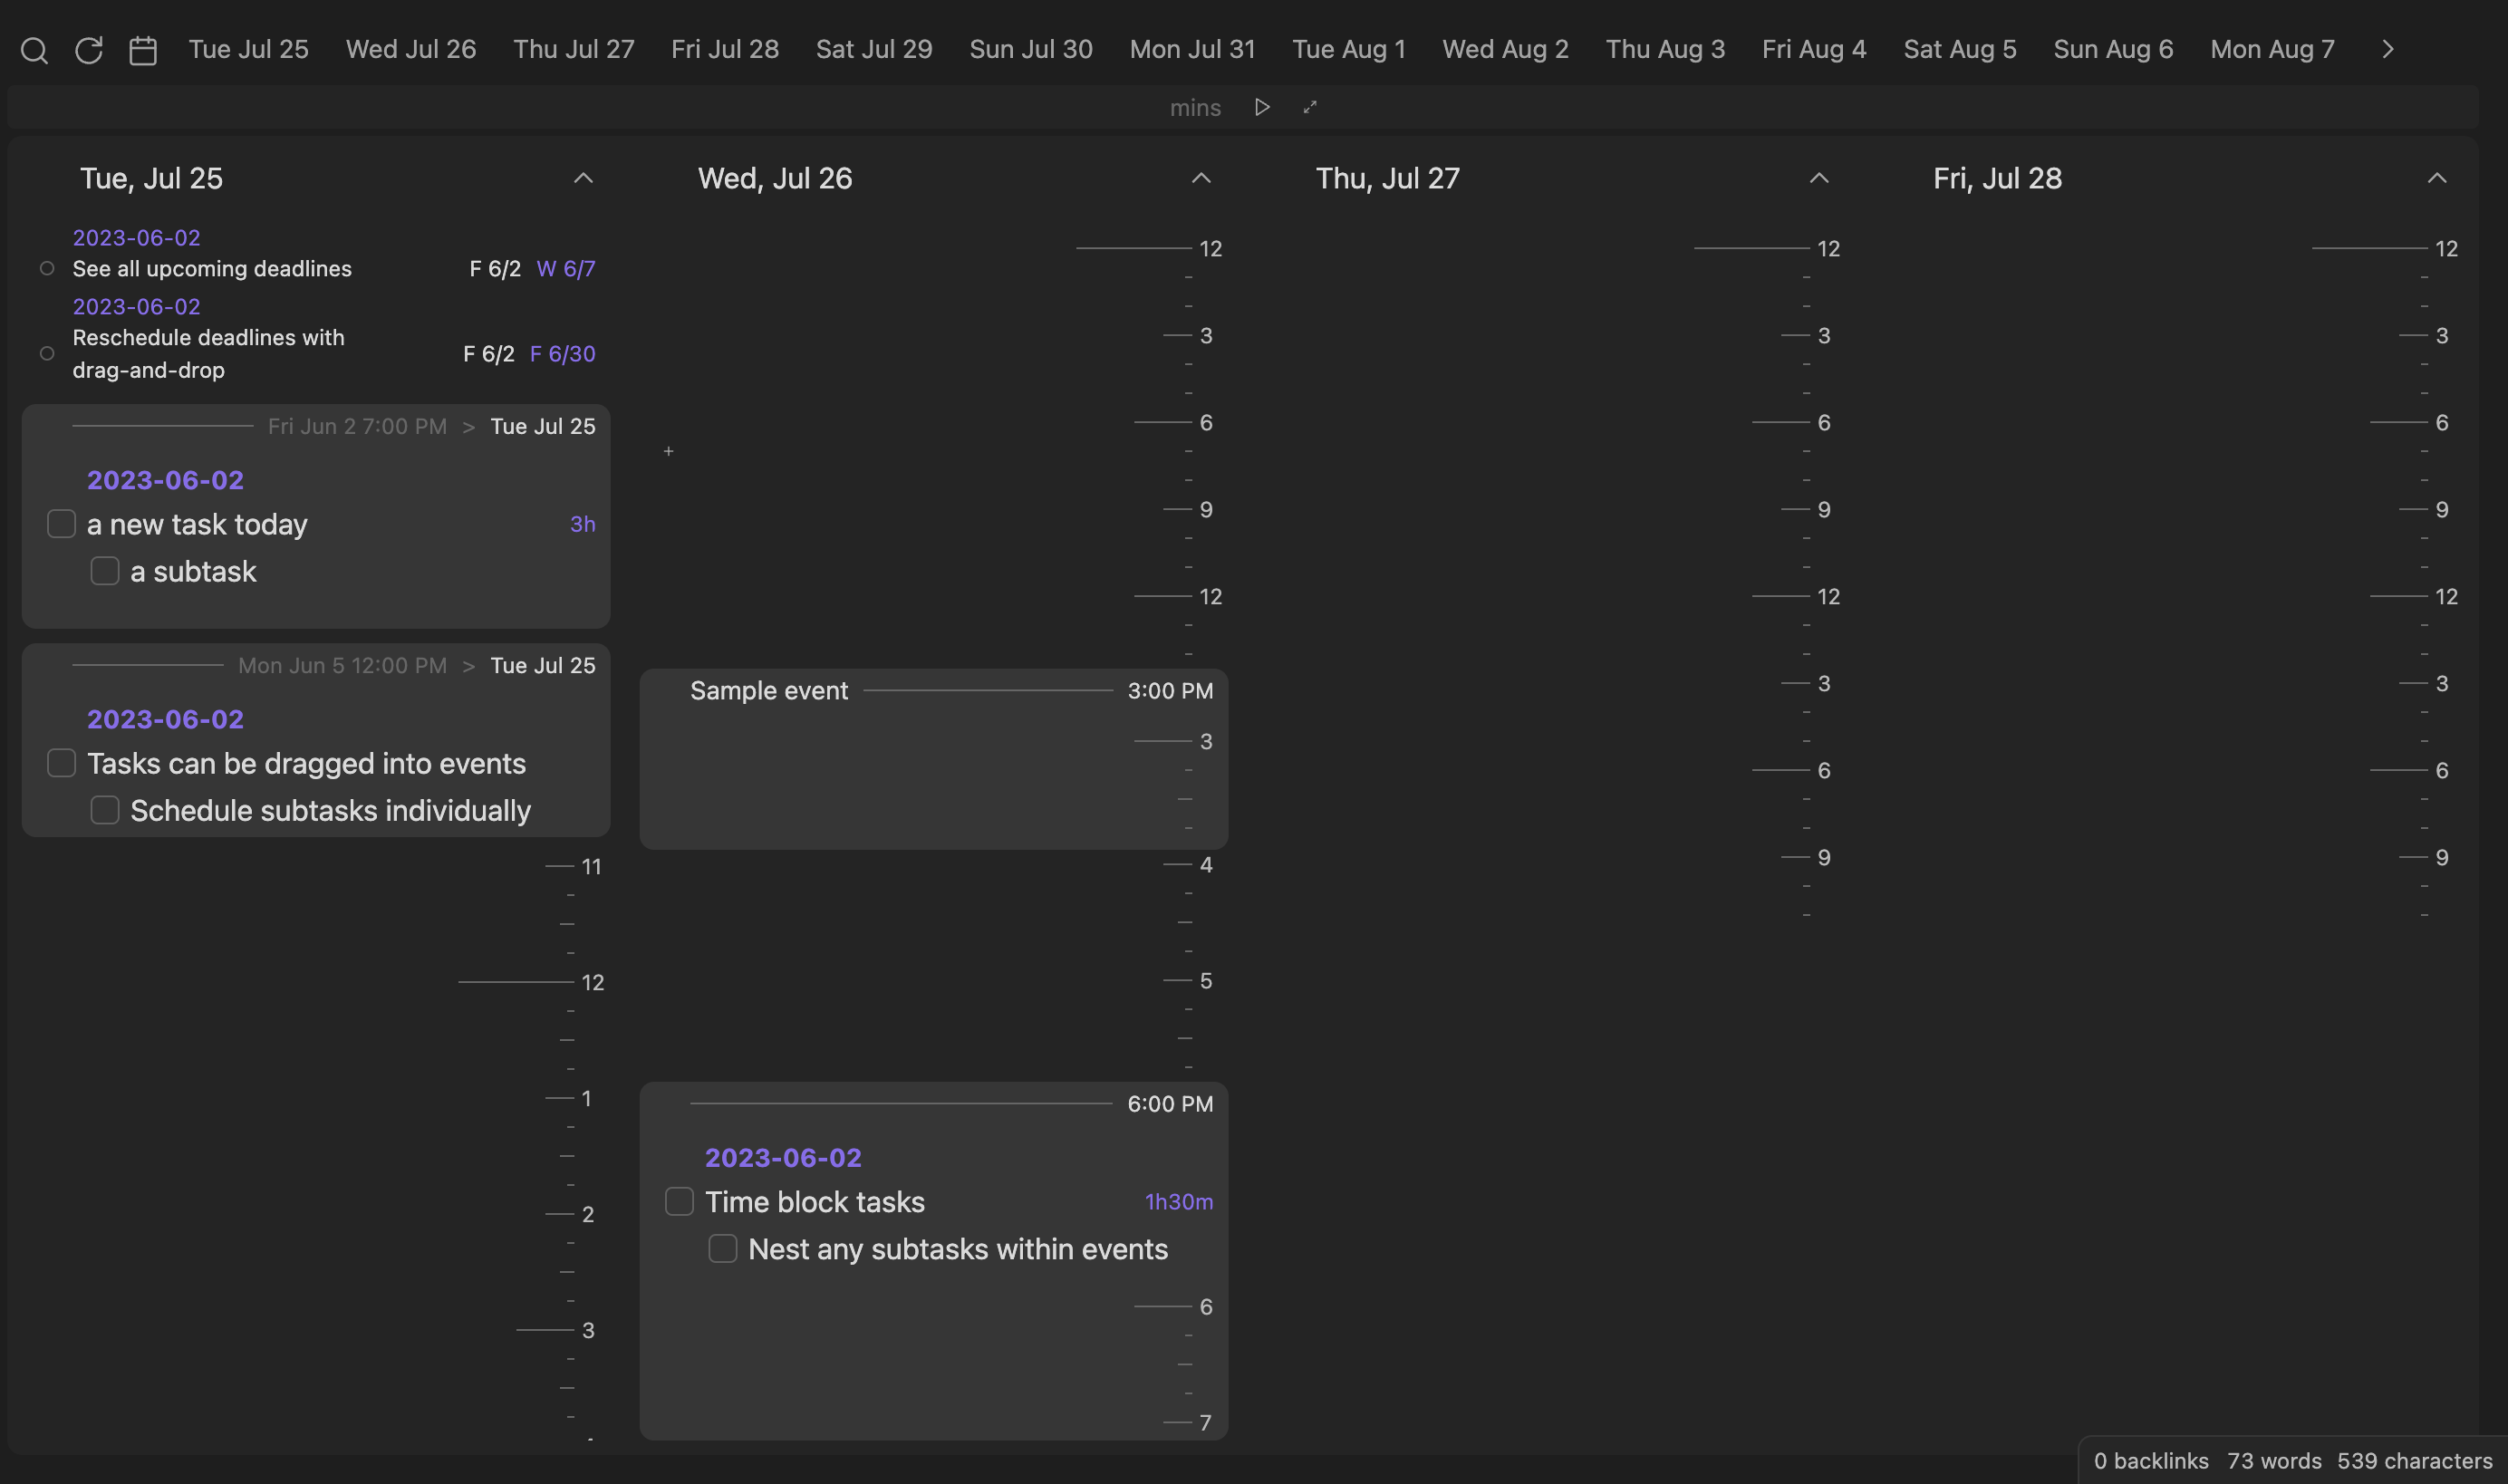 Tue Jul 25 Wed Jul 26 Thu Jul 27 Fri Jul 28 Sat Jul 29 Sun Jul 30 Mon Jul 31 Tue Aug 1 Wed Aug 2 Thu Aug 3 Fri Aug 4 Sat Aug 5 Sun Aug 6 Mon Aug 7 >
mins
Tue, Jul 25
2023-06-02
See all upcoming deadlines F 6/2 W 6/7
2023-06-02
Reschedule deadlines with
drag-and-drop F 6/2 F 6/30
Fri Jun 2 7:00 PM > Tue Jul 25
2023-06-02
a new task today 3h
a subtask
Mon Jun 5 12:00 PM > Tue Jul 25
2023-06-02
Tasks can be dragged into events
Schedule subtasks individually
11
12
1
2
3
Wed, Jul 26
12
3
6
+
9
12
Sample event 3:00 PM
3
4
5
6:00 PM
2023-06-02
Time block tasks 1h30m
Nest any subtasks within events
6
7
Thu, Jul 27
12
3
6
9
12
3
6
9
Fri, Jul 28
12
3
6
9
12
3
6
9
0 backlinks 73 words 539 characters